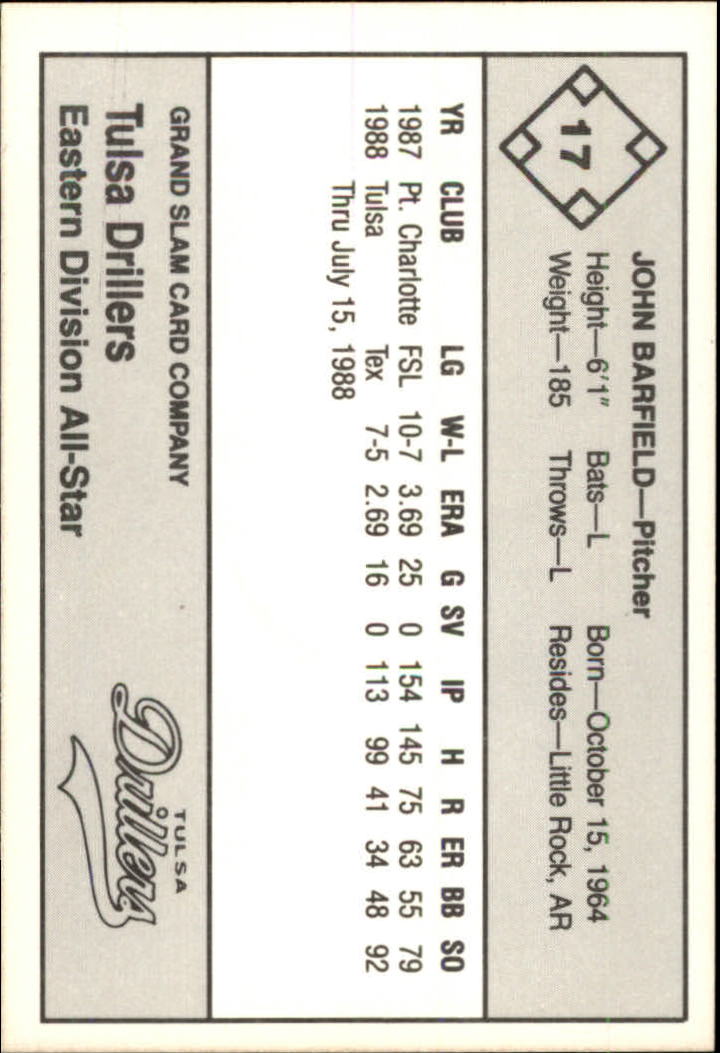 17
JOHN BARFIELD—Pitcher
Height—6'1" Bats—L Born—October 15, 1964
Weight—185 Throws—L Resides—Little Rock, AR
YR CLUB LG W-L ERA G SV IP H R ER BB SO
1987 Pt. Charlotte FSL 10-7 3.69 25 0 154 145 75 63 55 79
1988 Tulsa Tex 7-5 2.69 16 0 113 99 41 34 48 92
Thru July 15, 1988
GRAND SLAM CARD COMPANY
Tulsa Drillers
Eastern Division All-Star
TULSA
Drillers